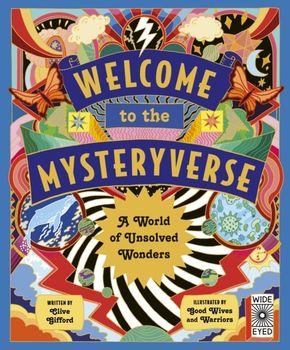 WELCOME
to the
MYSTERYVERSE
A World
of Unsolved
Wonders
WRITTEN BY
Clive
Gifford
ILLUSTRATED BY
Good Wives
and Warriors
WIDE
EYED